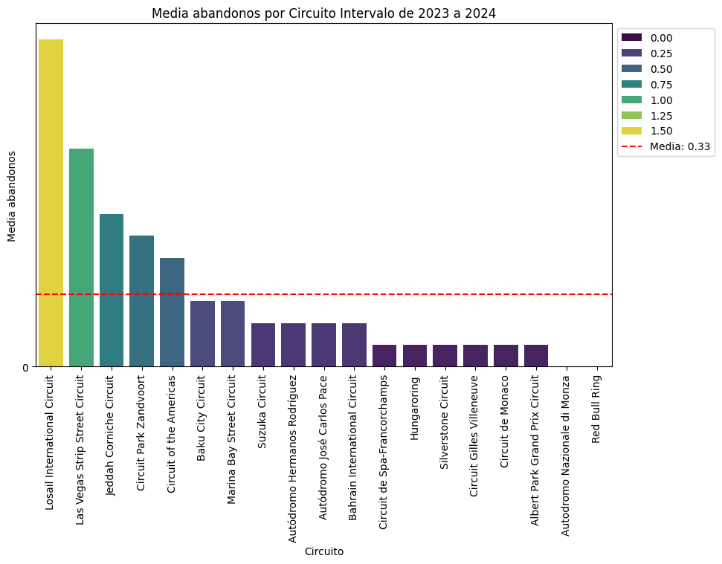 Media abandonos por Circuito Intervalo de 2023 a 2024
Media abandonos
0
0.00
0.25
0.50
0.75
1.00
1.25
1.50
Media: 0.33
Losail International Circuit
Las Vegas Strip Street Circuit
Jeddah Corniche Circuit
Circuit Park Zandvoort
Circuit of the Americas
Baku City Circuit
Marina Bay Street Circuit
Suzuka Circuit
Autódromo Hermanos Rodríguez
Autódromo José Carlos Pace
Bahrain International Circuit
Circuit de Spa-Francorchamps
Hungaroring
Silverstone Circuit
Circuit Gilles Villeneuve
Circuit de Monaco
Albert Park Grand Prix Circuit
Autodromo Nazionale di Monza
Red Bull Ring
Circuito